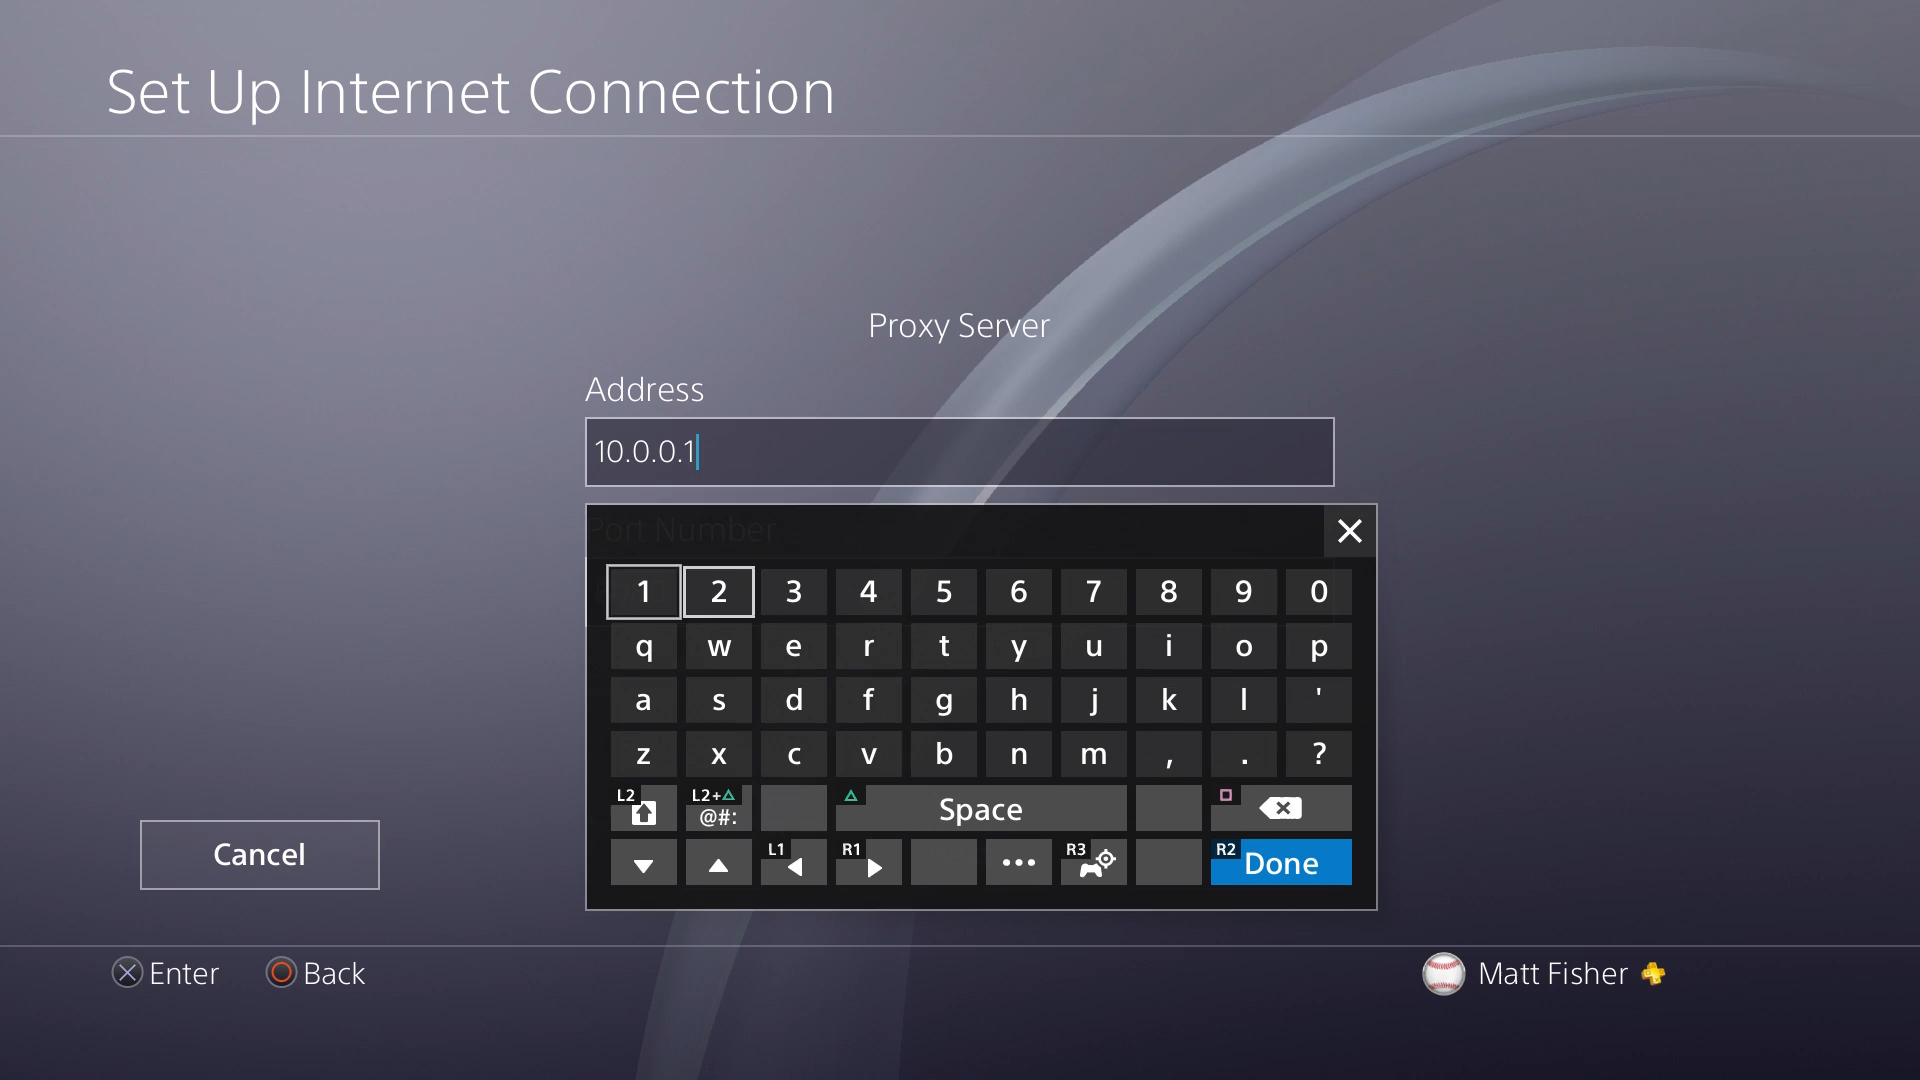 Set Up Internet Connection
Proxy Server
Address
10.0.0.1
Port Number
1 2 3 4 5 6 7 8 9 0
q w e r t y u i o p
a s d f g h j k l '
z x c v b n m , . ?
L2 L2+△ @#: △ Space
L1 R1 ... R3 R2 Done
Cancel
Enter Back
Matt Fisher